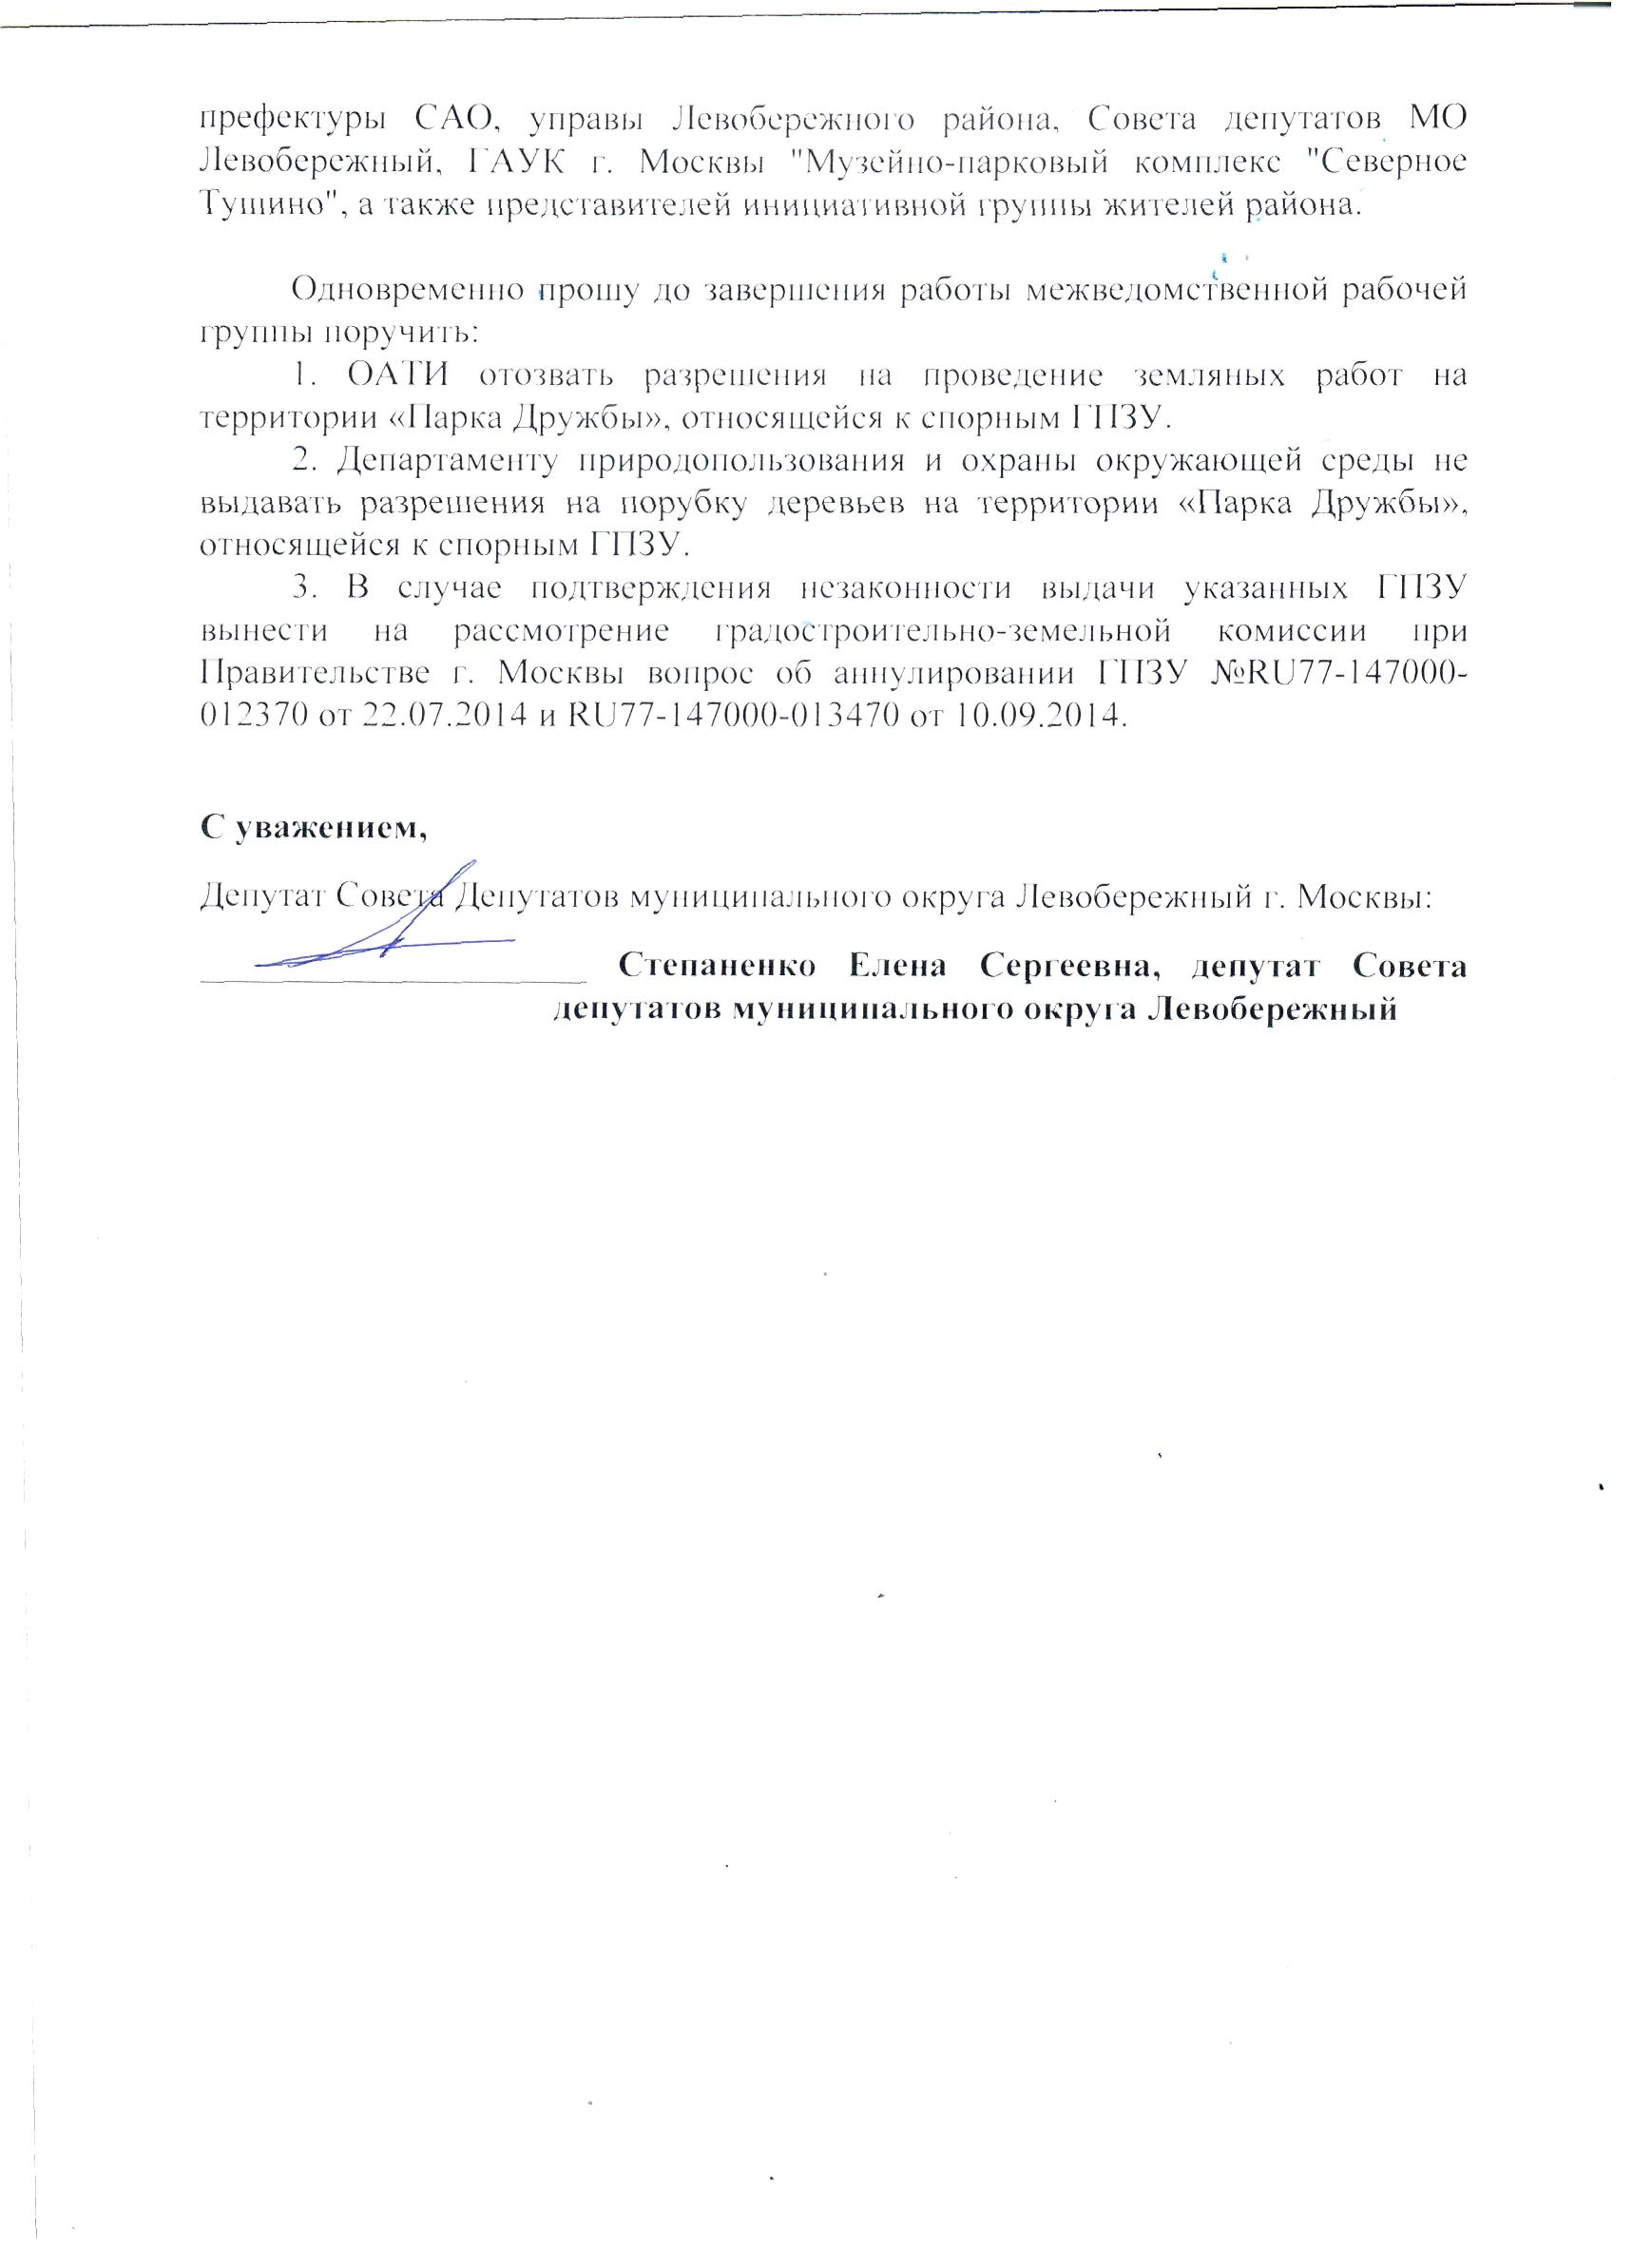 префектуры САО, управы Левобережного района, Совета депутатов МО
Левобережный, ГАУК г. Москвы "Музейно-парковый комплекс "Северное
Тушино", а также представителей инициативной группы жителей района.
Одновременно прошу до завершения работы межведомственной рабочей
группы поручить:
1. ОАТИ отозвать разрешения на проведение земляных работ на
территории «Парка Дружбы», относящейся к спорным ГПЗУ.
2. Департаменту природопользования и охраны окружающей среды не
выдавать разрешения на порубку деревьев на территории «Парка Дружбы»,
относящейся к спорным ГПЗУ.
3. В случае подтверждения незаконности выдачи указанных ГПЗУ
вынести на рассмотрение градостроительно-земельной комиссии при
Правительстве г. Москвы вопрос об аннулировании ГПЗУ №RU77-147000-
012370 от 22.07.2014 и RU77-147000-013470 от 10.09.2014.
С уважением,
Депутат Совета Депутатов муниципального округа Левобережный г. Москвы:
Степаненко Елена Сергеевна, депутат Совета
депутатов муниципального округа Левобережный